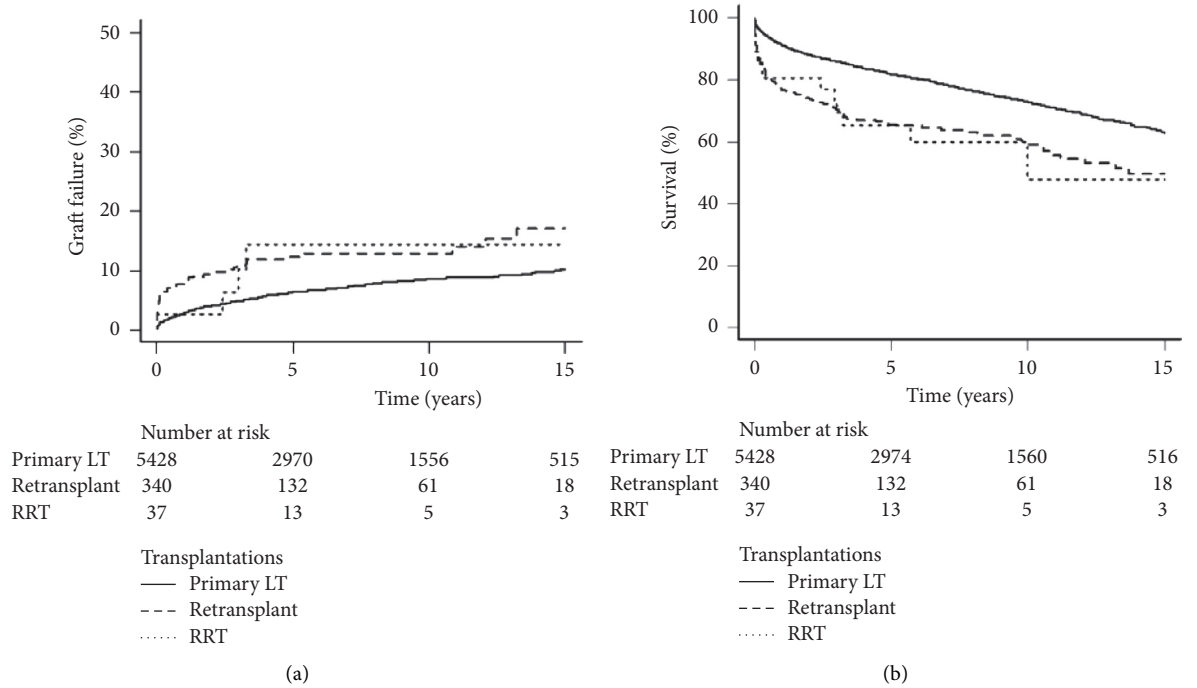 50
40
30
20
10
0
Graft failure (%)
0 5 10 15
Time (years)
Number at risk
Primary LT 5428 2970 1556 515
Retransplant 340 132 61 18
RRT 37 13 5 3
Transplantations
Primary LT
Retransplant
RRT
(a)
100
80
60
40
20
0
Survival (%)
0 5 10 15
Time (years)
Number at risk
Primary LT 5428 2974 1560 516
Retransplant 340 132 61 18
RRT 37 13 5 3
Transplantations
Primary LT
Retransplant
RRT
(b)